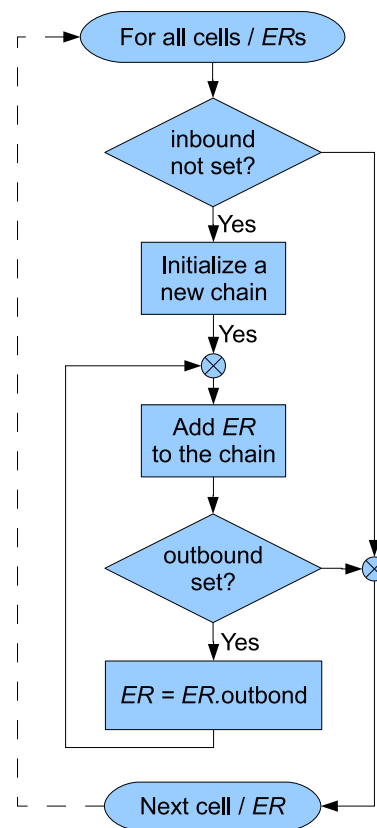 For all cells / ERs
inbound
not set?
Yes
Initialize a
new chain
Yes
Add ER
to the chain
outbound
set?
Yes
ER = ER.outbond
Next cell / ER